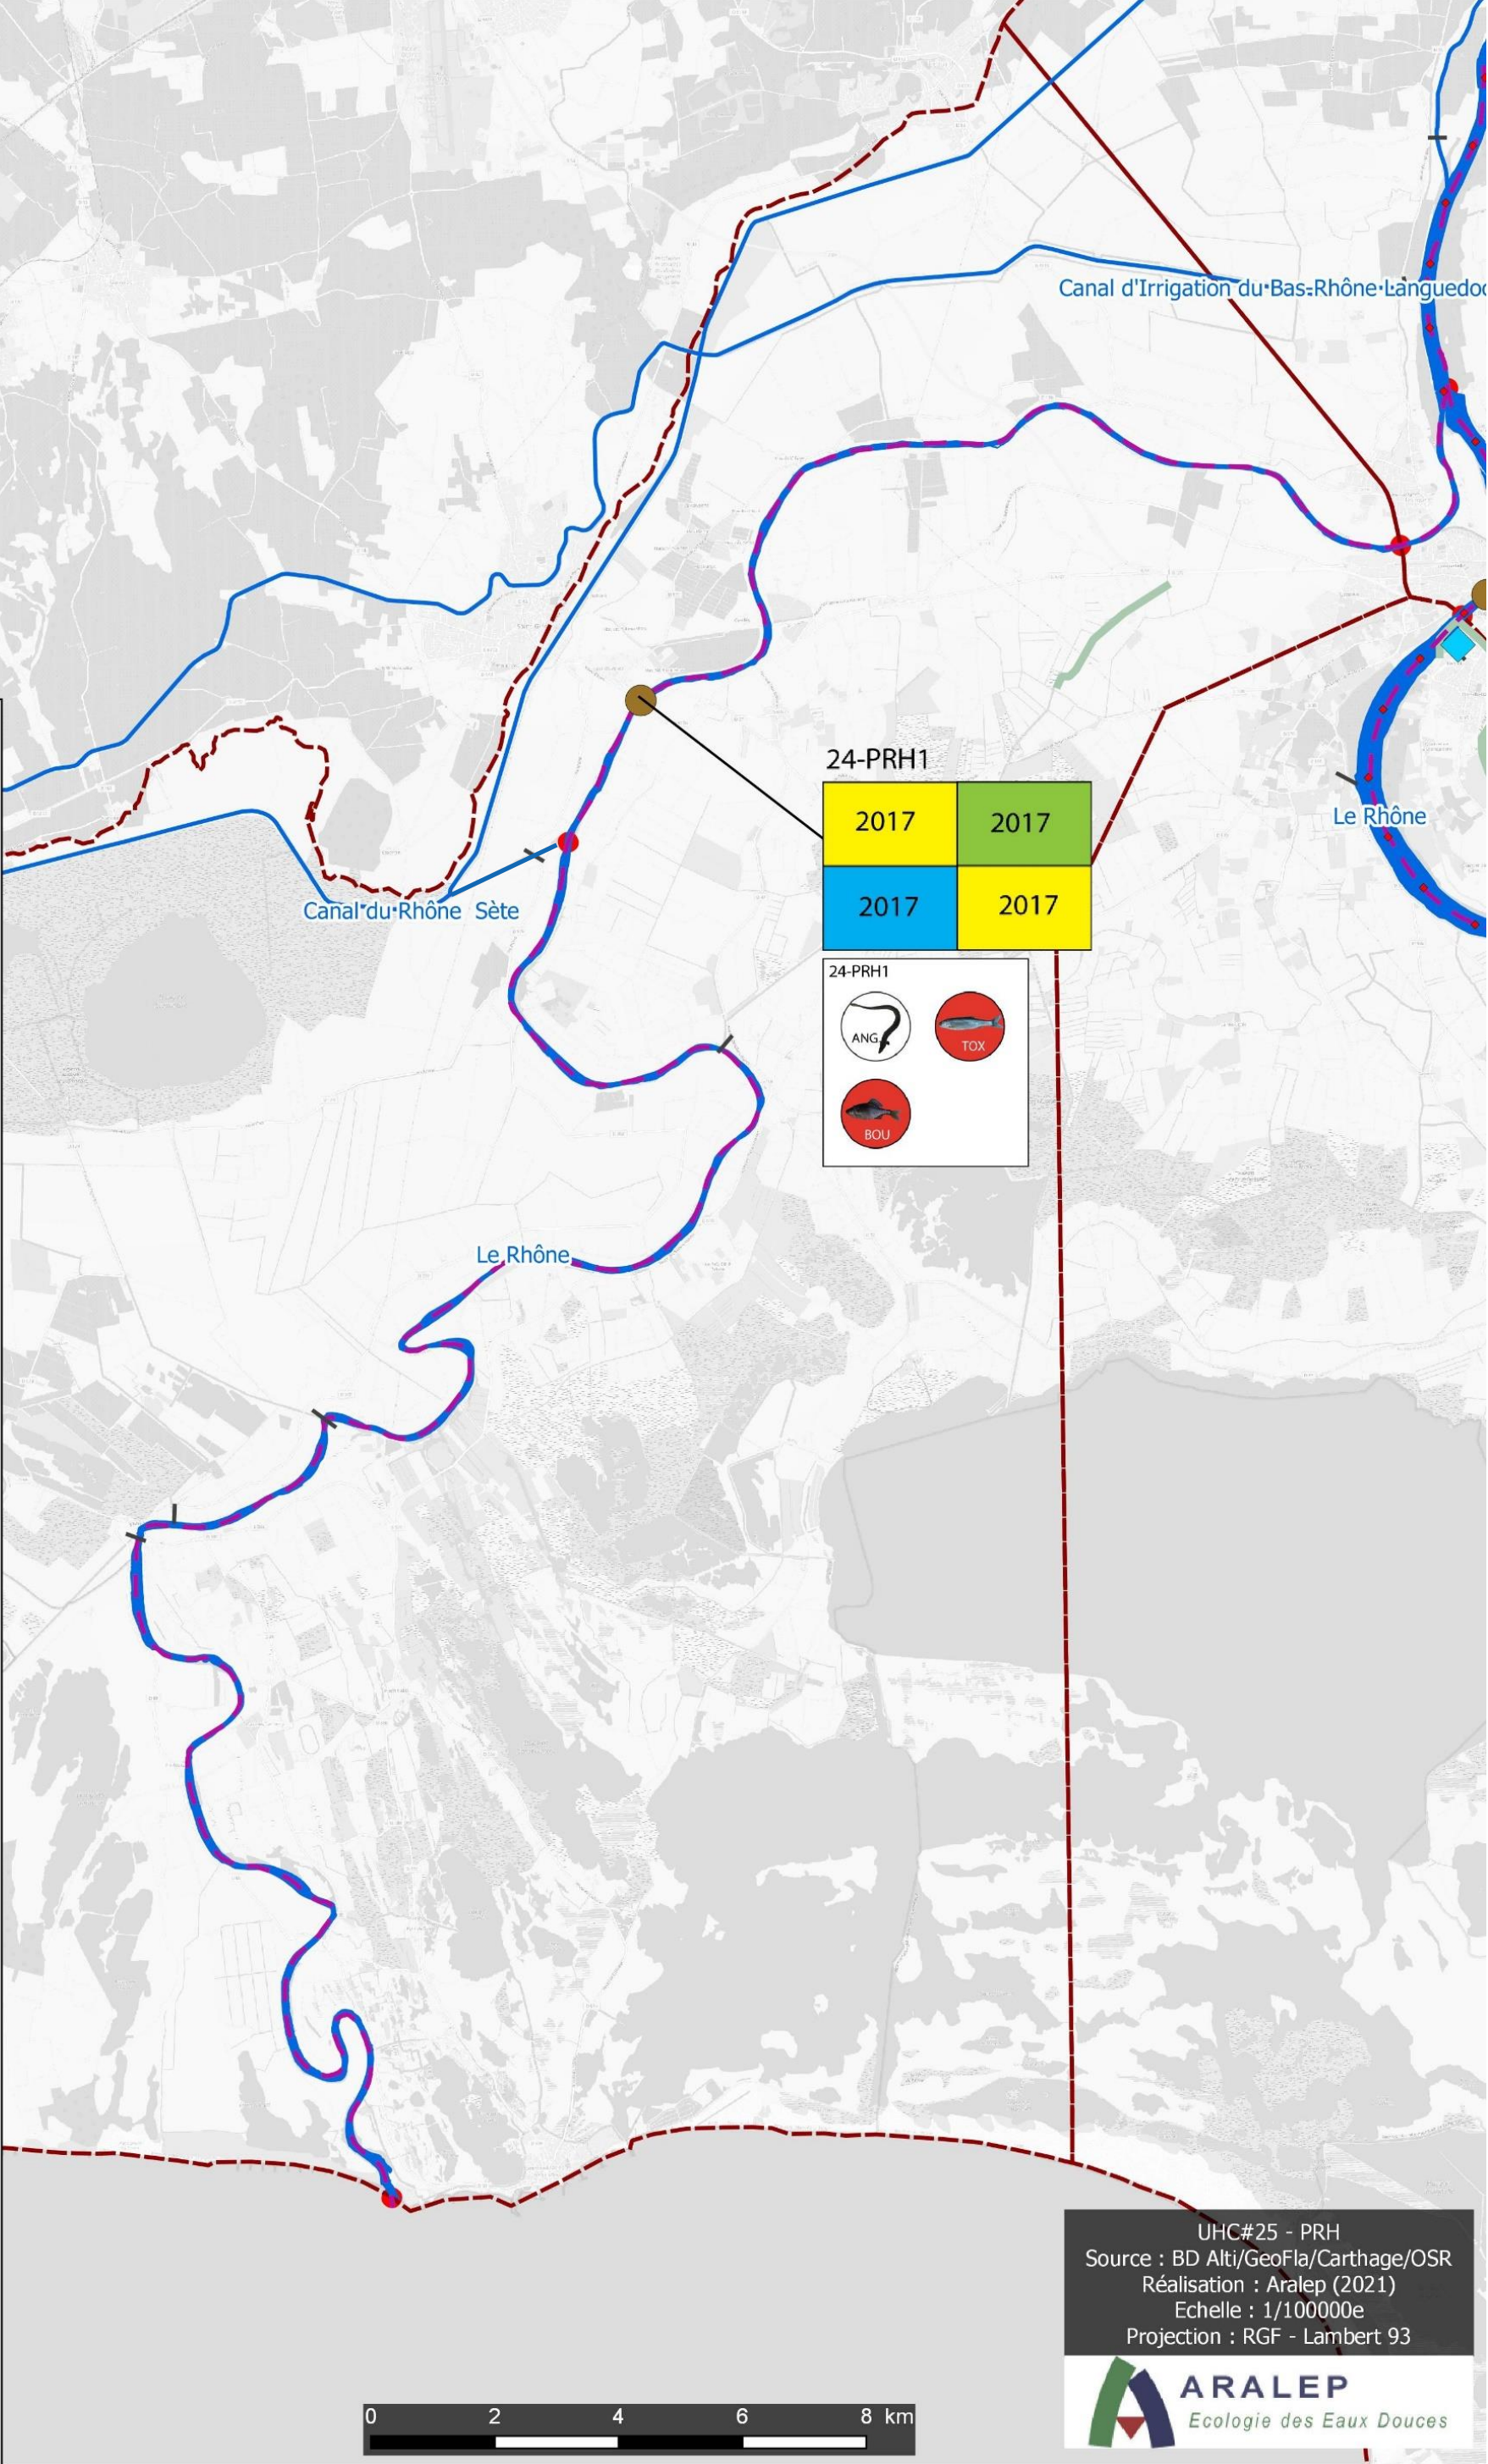 Canal d'Irrigation du Bas-Rhône-Languedoc
24-PRH1
2017
2017
2017
2017
Le Rhône
Canal du Rhône Sète
24-PRH1
ANG
TOX
BOU
Le Rhône
UHC#25 - PRH
Source : BD Alti/GeoFla/Carthage/OSR
Réalisation : Aralep (2021)
Echelle : 1/100000e
Projection : RGF - Lambert 93
ARALEP
Ecologie des Eaux Douces
0 2 4 6 8 km